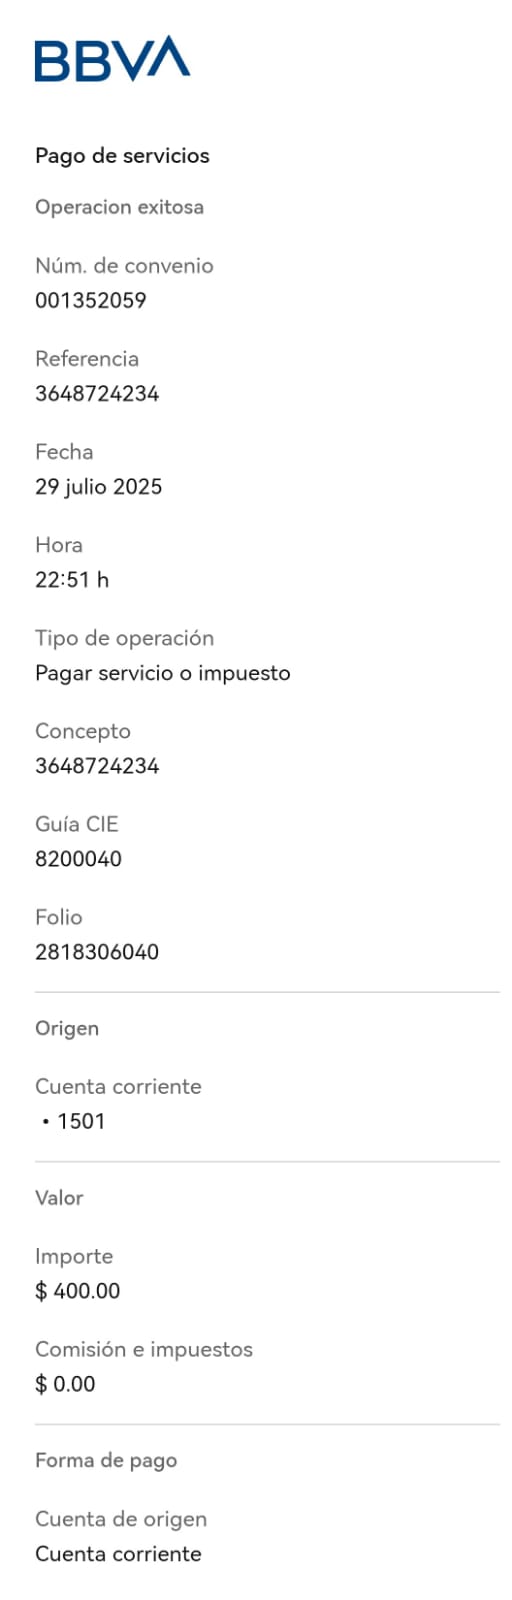 BBVA
Pago de servicios
Operacion exitosa
Núm. de convenio
001352059
Referencia
3648724234
Fecha
29 julio 2025
Hora
22:51 h
Tipo de operación
Pagar servicio o impuesto
Concepto
3648724234
Guía CIE
8200040
Folio
2818306040
Origen
Cuenta corriente
• 1501
Valor
Importe
$ 400.00
Comisión e impuestos
$ 0.00
Forma de pago
Cuenta de origen
Cuenta corriente